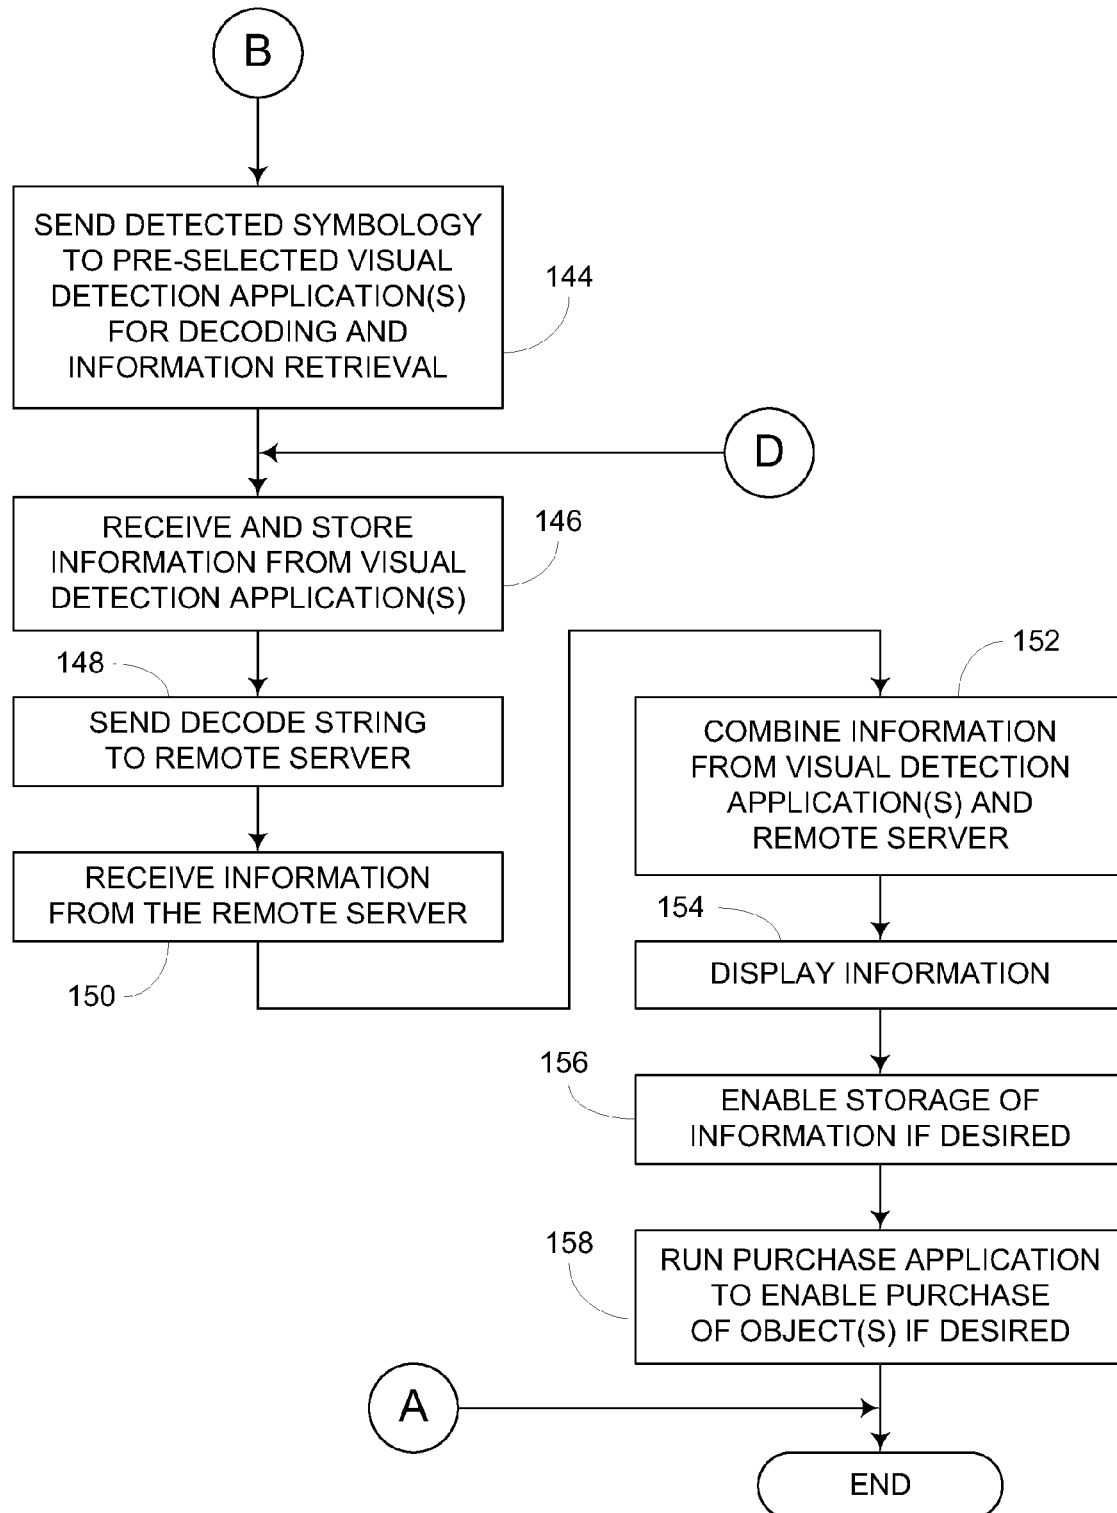 B
SEND DETECTED SYMBOLOGY
TO PRE-SELECTED VISUAL
DETECTION APPLICATION(S)
FOR DECODING AND
INFORMATION RETRIEVAL
144
D
RECEIVE AND STORE
INFORMATION FROM VISUAL
DETECTION APPLICATION(S)
146
148
SEND DECODE STRING
TO REMOTE SERVER
RECEIVE INFORMATION
FROM THE REMOTE SERVER
150
152
COMBINE INFORMATION
FROM VISUAL DETECTION
APPLICATION(S) AND
REMOTE SERVER
154
DISPLAY INFORMATION
156
ENABLE STORAGE OF
INFORMATION IF DESIRED
158
RUN PURCHASE APPLICATION
TO ENABLE PURCHASE
OF OBJECT(S) IF DESIRED
A
END